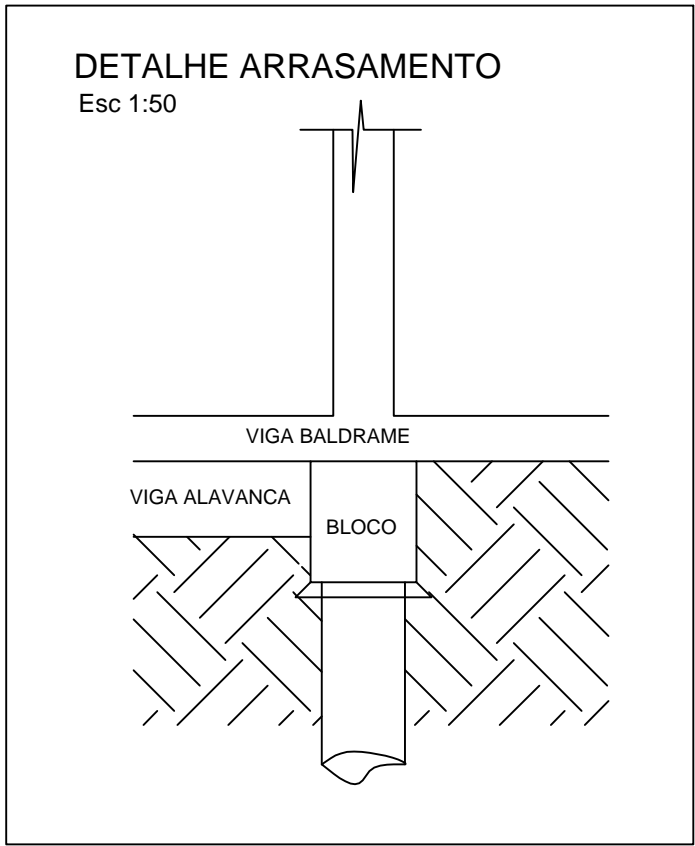 DETALHE ARRASAMENTO
Esc 1:50
VIGA BALDRAME
VIGA ALAVANCA
BLOCO